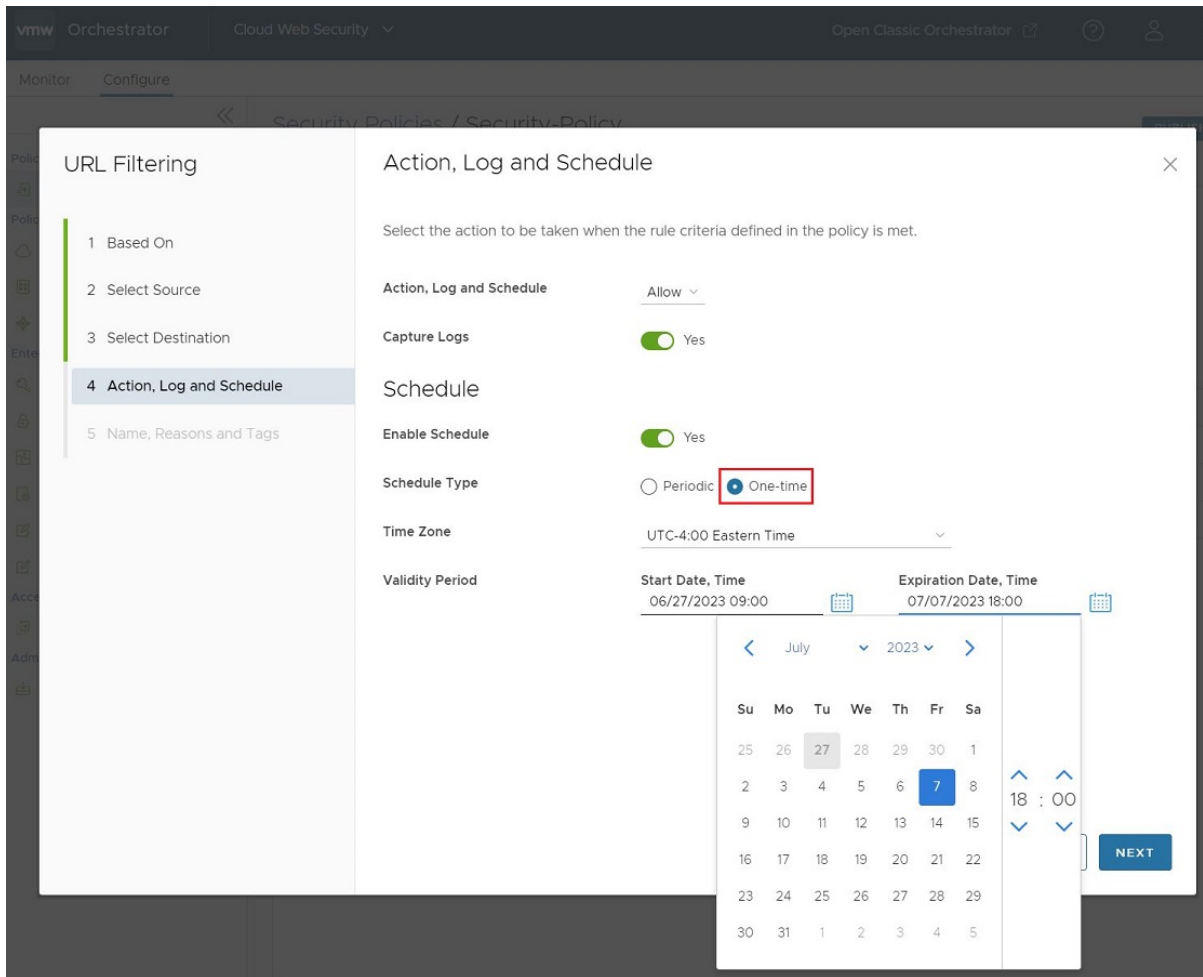 vmw Orchestrator Cloud Web Security Open Classic Orchestrator
Monitor Configure
Security Policies / Security-Policy
URL Filtering
1 Based On
2 Select Source
3 Select Destination
4 Action, Log and Schedule
5 Name, Reasons and Tags
Action, Log and Schedule
Select the action to be taken when the rule criteria defined in the policy is met.
Action, Log and Schedule Allow
Capture Logs Yes
Schedule
Enable Schedule Yes
Schedule Type Periodic One-time
Time Zone UTC-4:00 Eastern Time
Validity Period Start Date, Time Expiration Date, Time
06/27/2023 09:00 07/07/2023 18:00
July 2023
Su Mo Tu We Th Fr Sa
25 26 27 28 29 30 1
2 3 4 5 6 7 8
9 10 11 12 13 14 15
16 17 18 19 20 21 22
23 24 25 26 27 28 29
30 31 1 2 3 4 5
18 : 00
NEXT